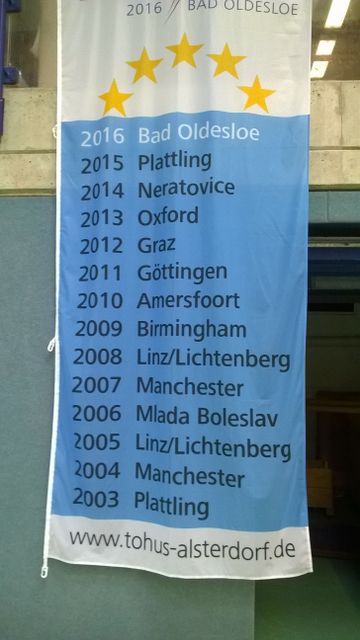 2016 // BAD OLDESLOE
2016 Bad Oldesloe
2015 Plattling
2014 Neratovice
2013 Oxford
2012 Graz
2011 Göttingen
2010 Amersfoort
2009 Birmingham
2008 Linz/Lichtenberg
2007 Manchester
2006 Mlada Boleslav
2005 Linz/Lichtenberg
2004 Manchester
2003 Plattling
www.tohus-alsterdorf.de